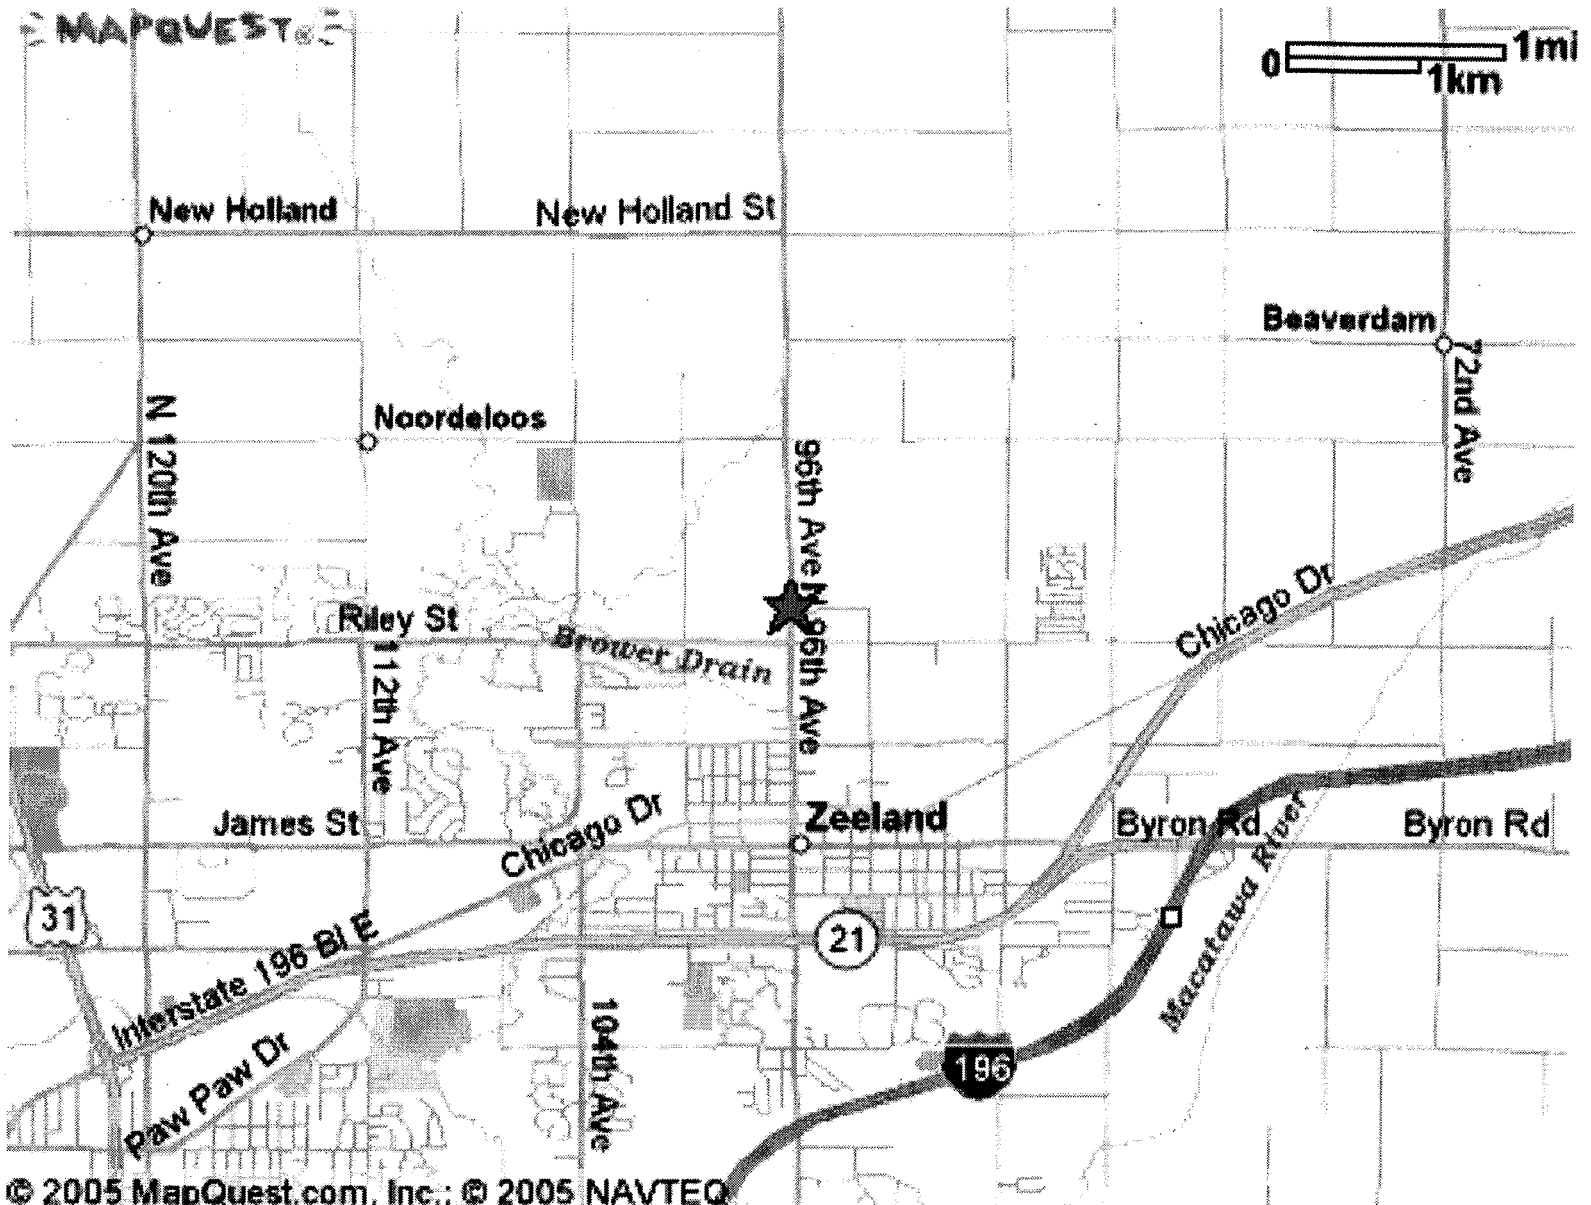 MAPQUEST
0 1mi
1km
New Holland
New Holland St
Beaverdam
72nd Ave
Noordeloos
N 120th Ave
96th Ave
N 96th Ave
Chicago Dr
Riley St
Brower Drain
112th Ave
James St
Chicago Dr
Zeeland
Byron Rd
Byron Rd
Macatawa River
31
21
Interstate 196 Bl E
Paw Paw Dr
104th Ave
196
© 2005 MapQuest.com, Inc.; © 2005 NAVTEQ